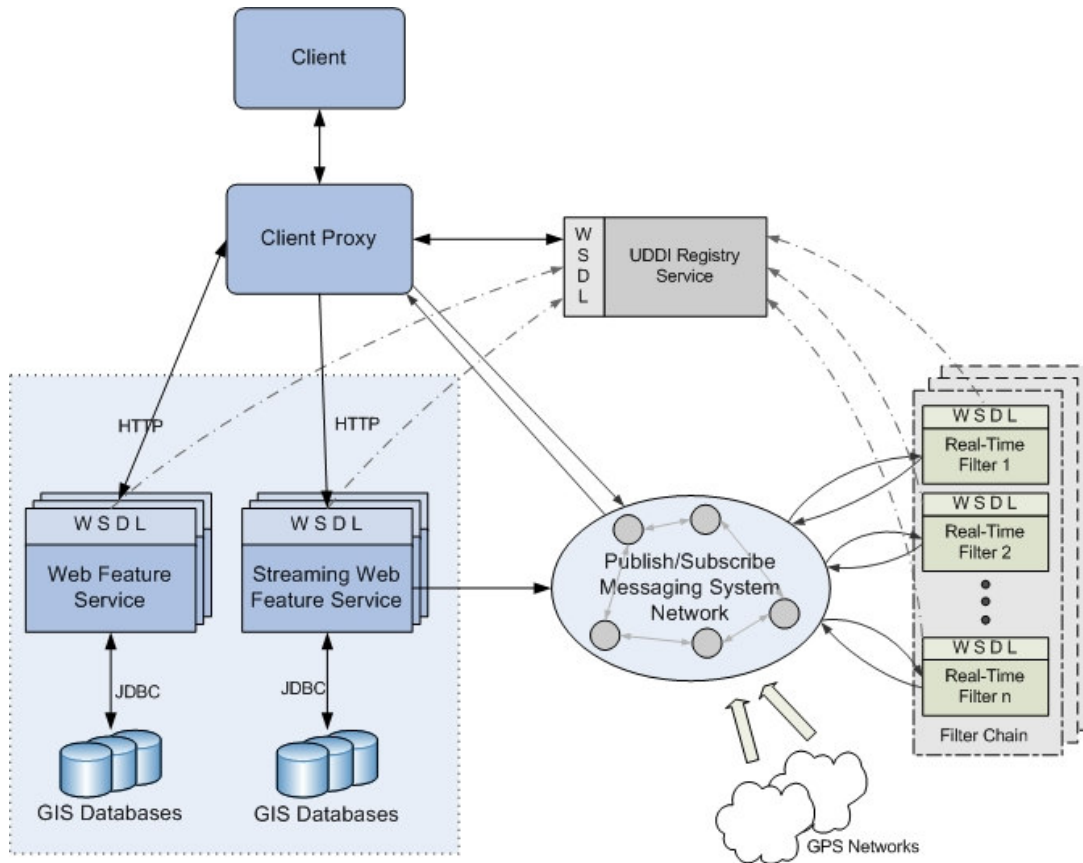 Client
Client Proxy
W
S
D
L
UDDI Registry
Service
HTTP
HTTP
W S D L
Web Feature
Service
W S D L
Streaming Web
Feature Service
JDBC
JDBC
GIS Databases
GIS Databases
Publish/Subscribe
Messaging System
Network
W S D L
Real-Time
Filter 1
W S D L
Real-Time
Filter 2
W S D L
Real-Time
Filter n
Filter Chain
GPS Networks